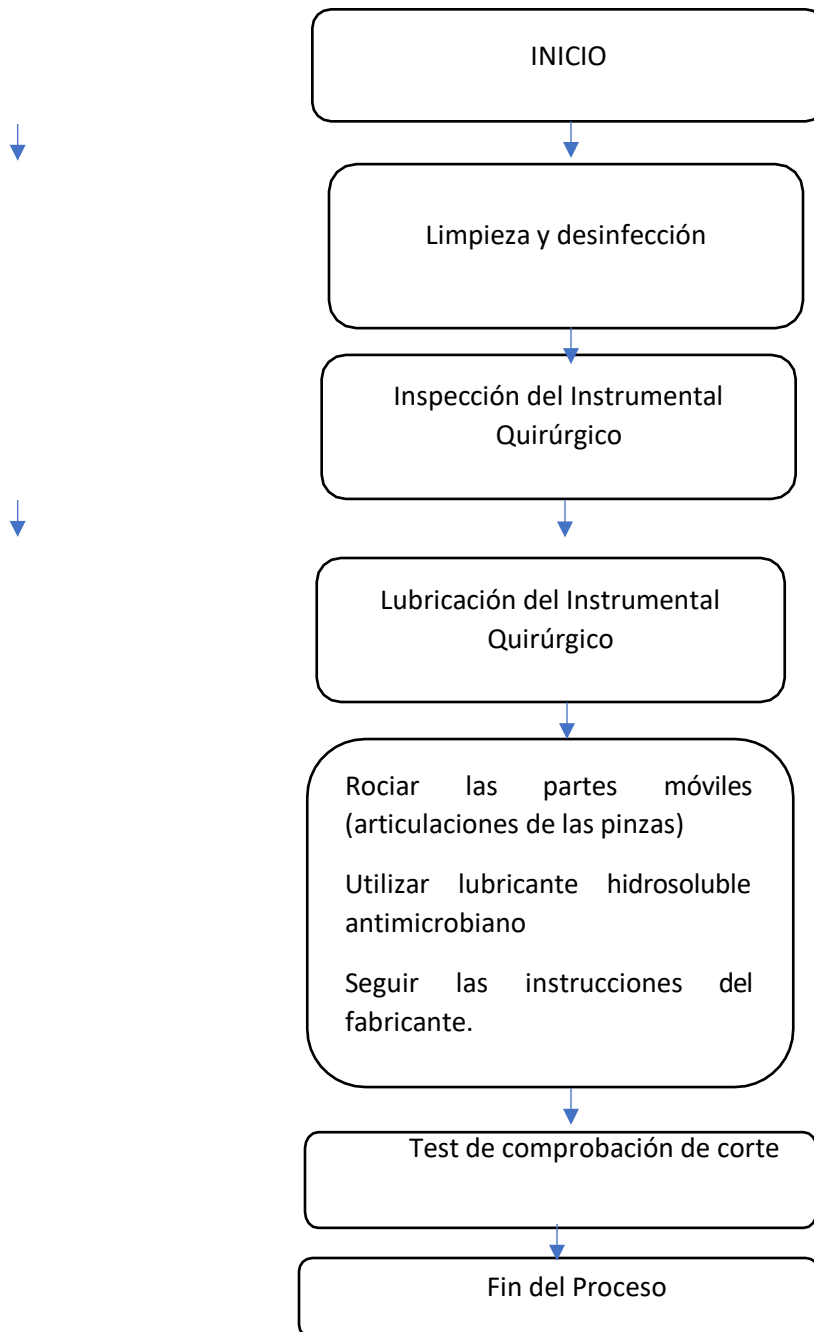 INICIO
Limpieza y desinfección
Inspección del Instrumental
Quirúrgico
Lubricación del Instrumental
Quirúrgico
Rociar las partes móviles
(articulaciones de las pinzas)
Utilizar lubricante hidrosoluble
antimicrobiano
Seguir las instrucciones del
fabricante.
Test de comprobación de corte
Fin del Proceso